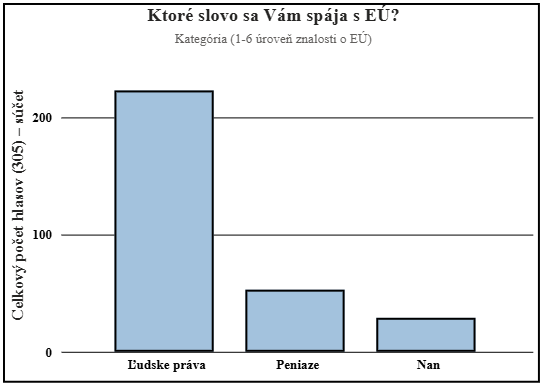 Ktoré slovo sa Vám spája s EÚ?
Kategória (1-6 úroveň znalosti o EÚ)
Celkový počet hlasov (305) – súčet
200
100
0
Ľudske práva
Peniaze
Nan